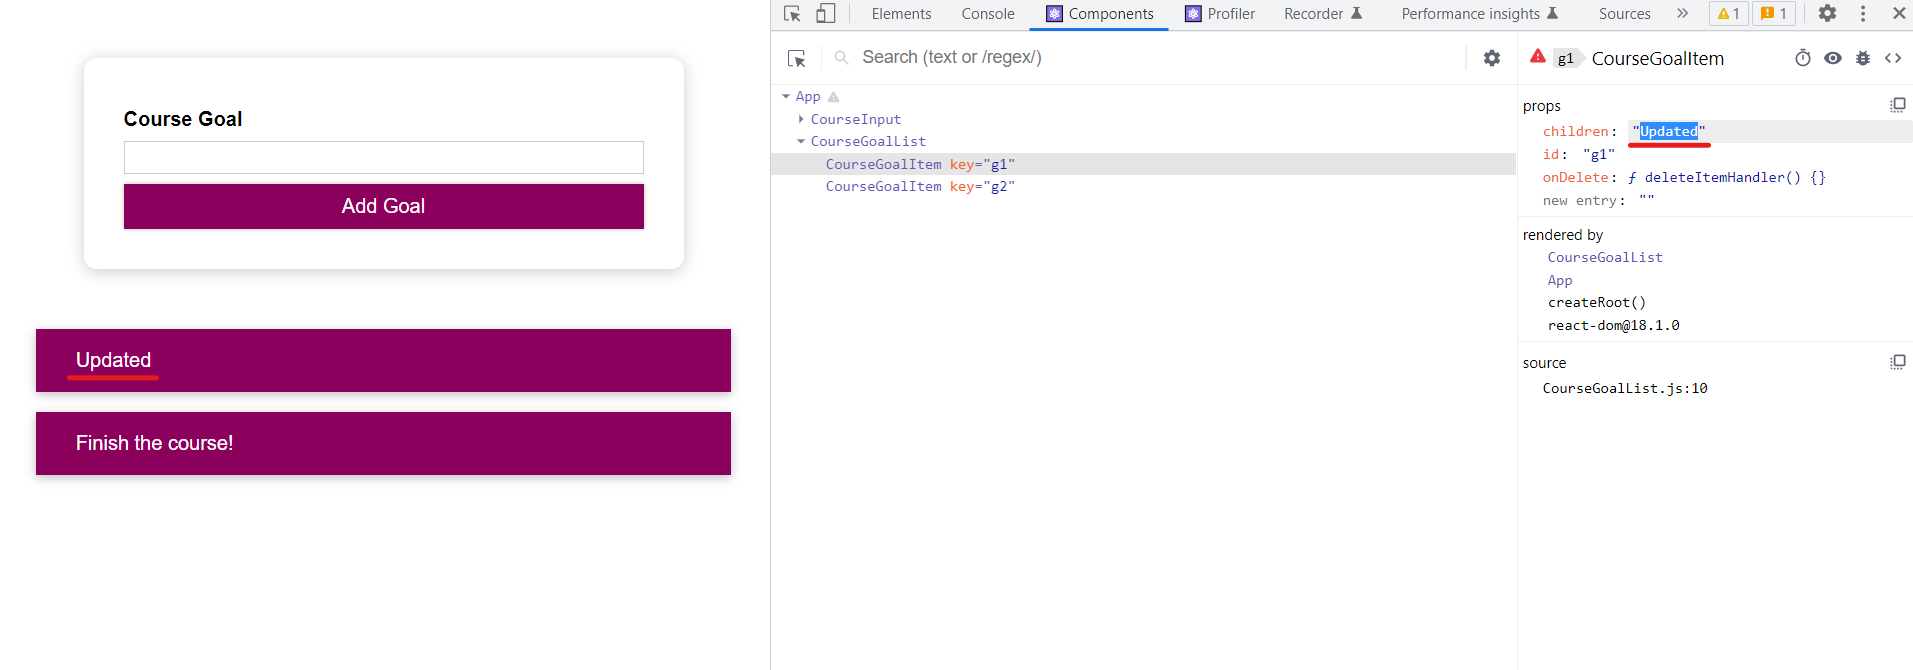 Course Goal
Add Goal
Updated
Finish the course!
Elements Console Components Profiler Recorder Performance insights Sources 1 1
Search (text or /regex/)
App
CourseInput
CourseGoalList
CourseGoalItem key="g1"
CourseGoalItem key="g2"
g1 CourseGoalItem
props
children: "Updated"
id: "g1"
onDelete: ƒ deleteItemHandler() {}
new entry: ""
rendered by
CourseGoalList
App
createRoot()
react-dom@18.1.0
source
CourseGoalList.js:10